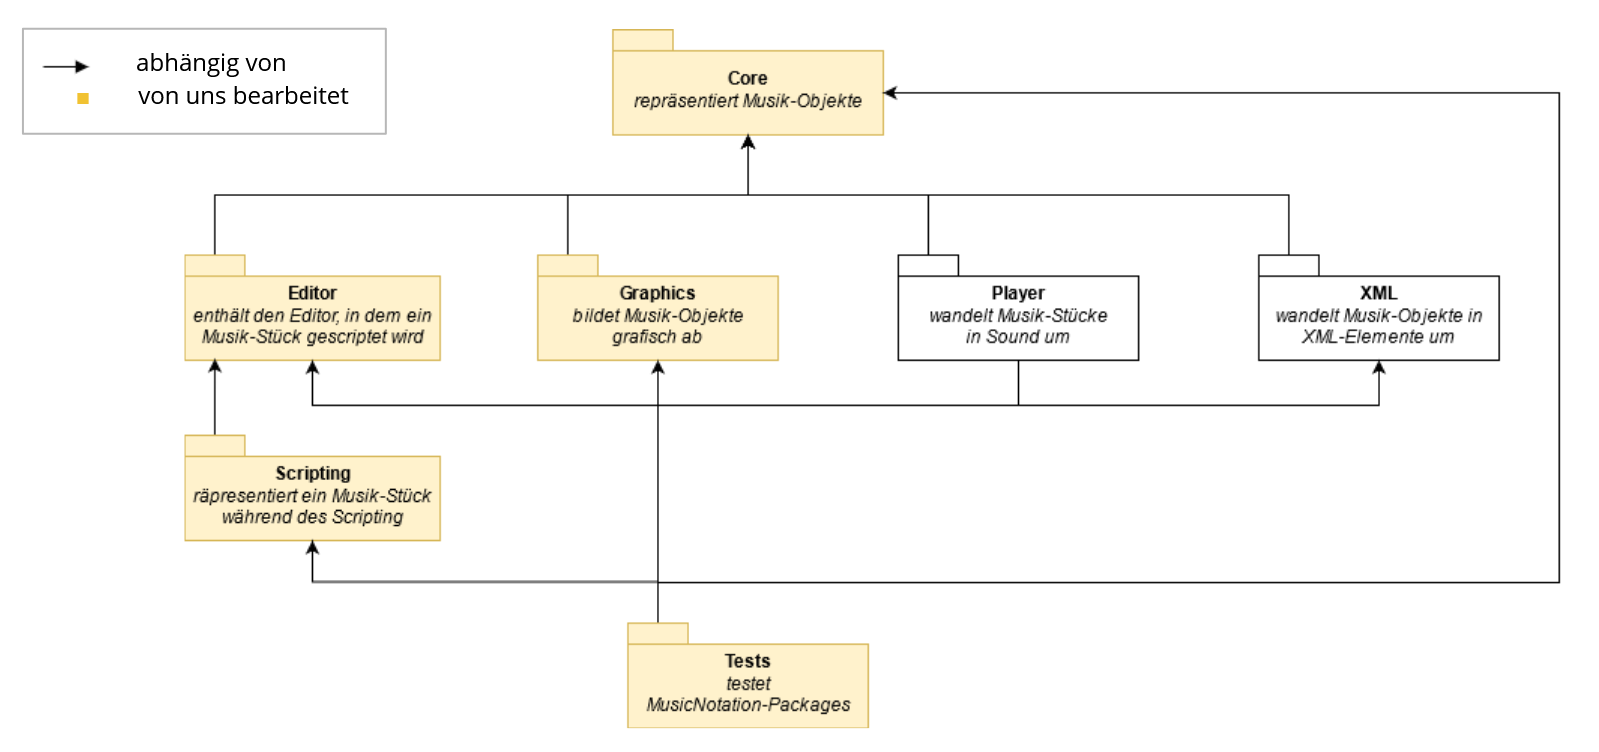 abhängig von
von uns bearbeitet
Core
repräsentiert Musik-Objekte
Editor
enthält den Editor, in dem ein
Musik-Stück gescriptet wird
Graphics
bildet Musik-Objekte
grafisch ab
Player
wandelt Musik-Stücke
in Sound um
XML
wandelt Musik-Objekte in
XML-Elemente um
Scripting
räpresentiert ein Musik-Stück
während des Scripting
Tests
testet
MusicNotation-Packages